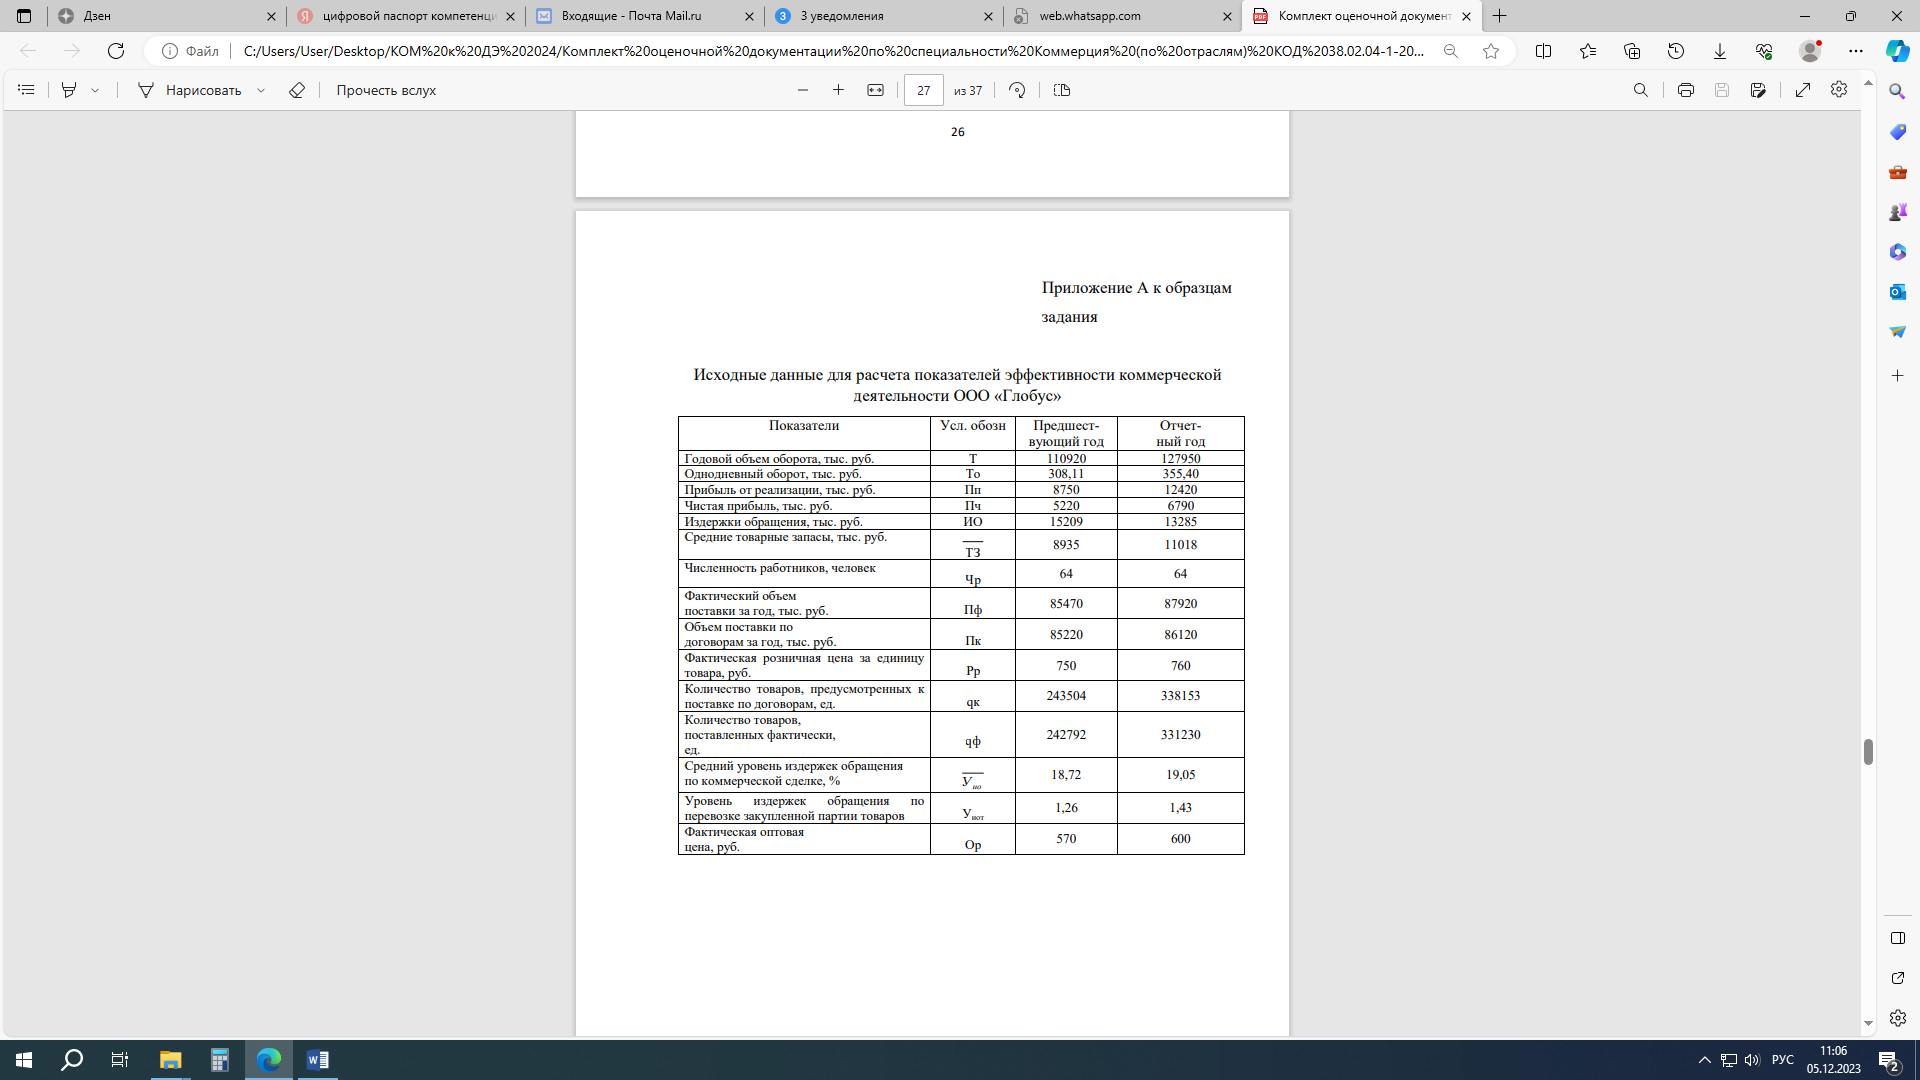 Дзен
цифровой паспорт компетенци
Входящие - Почта Mail.ru
3 уведомления
web.whatsapp.com
Комплект оценочной документ
Файл
C:/Users/User/Desktop/КОМ%20к%20ДЭ%202024/Комплект%20оценочной%20документации%20по%20специальности%20Коммерция%20(по%20отраслям)%20КОД%2038.02.04-1-20...
Нарисовать
Прочесть вслух
27 из 37
26
Приложение А к образцам
задания
Исходные данные для расчета показателей эффективности коммерческой
деятельности ООО «Глобус»
Показатели Усл. обозн Предшест- Отчет-
вующий год ный год
Годовой объем оборота, тыс. руб. Т 110920 127950
Однодневный оборот, тыс. руб. То 308,11 355,40
Прибыль от реализации, тыс. руб. Пп 8750 12420
Чистая прибыль, тыс. руб. Пч 5220 6790
Издержки обращения, тыс. руб. ИО 15209 13285
Средние товарные запасы, тыс. руб. ТЗ 8935 11018
Численность работников, человек Чр 64 64
Фактический объем
поставки за год, тыс. руб. Пф 85470 87920
Объем поставки по
договорам за год, тыс. руб. Пк 85220 86120
Фактическая розничная цена за единицу
товара, руб. Рр 750 760
Количество товаров, предусмотренных к
поставке по договорам, ед. qк 243504 338153
Количество товаров,
поставленных фактически,
ед. qф 242792 331230
Средний уровень издержек обращения
по коммерческой сделке, % Уио 18,72 19,05
Уровень издержек обращения по
перевозке закупленной партии товаров Уиот 1,26 1,43
Фактическая оптовая
цена, руб. Ор 570 600
РУС
11:06
05.12.2023
2